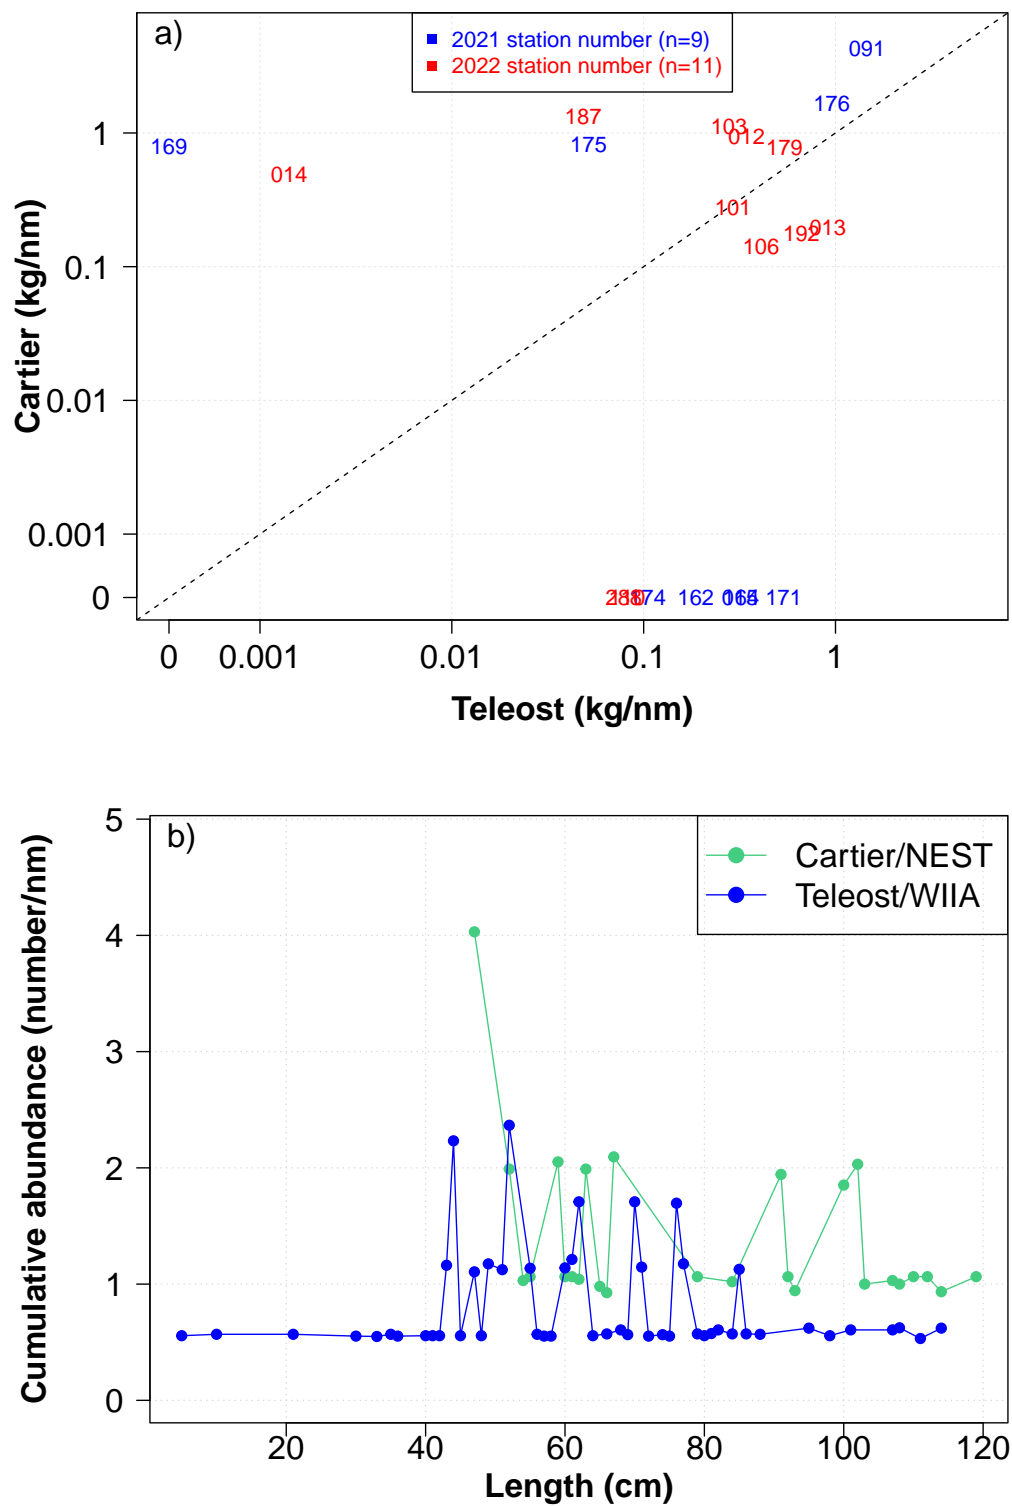 a)
2021 station number (n=9)
2022 station number (n=11)
091
176
187
103
012
169
175
179
014
101
013
192
106
174
162
171
1
0.1
0.01
0.001
0
Cartier (kg/nm)
0 0.001 0.01 0.1 1
Teleost (kg/nm)
b)
Cartier/NEST
Teleost/WIIA
5
4
3
2
1
0
Cumulative abundance (number/nm)
20 40 60 80 100 120
Length (cm)